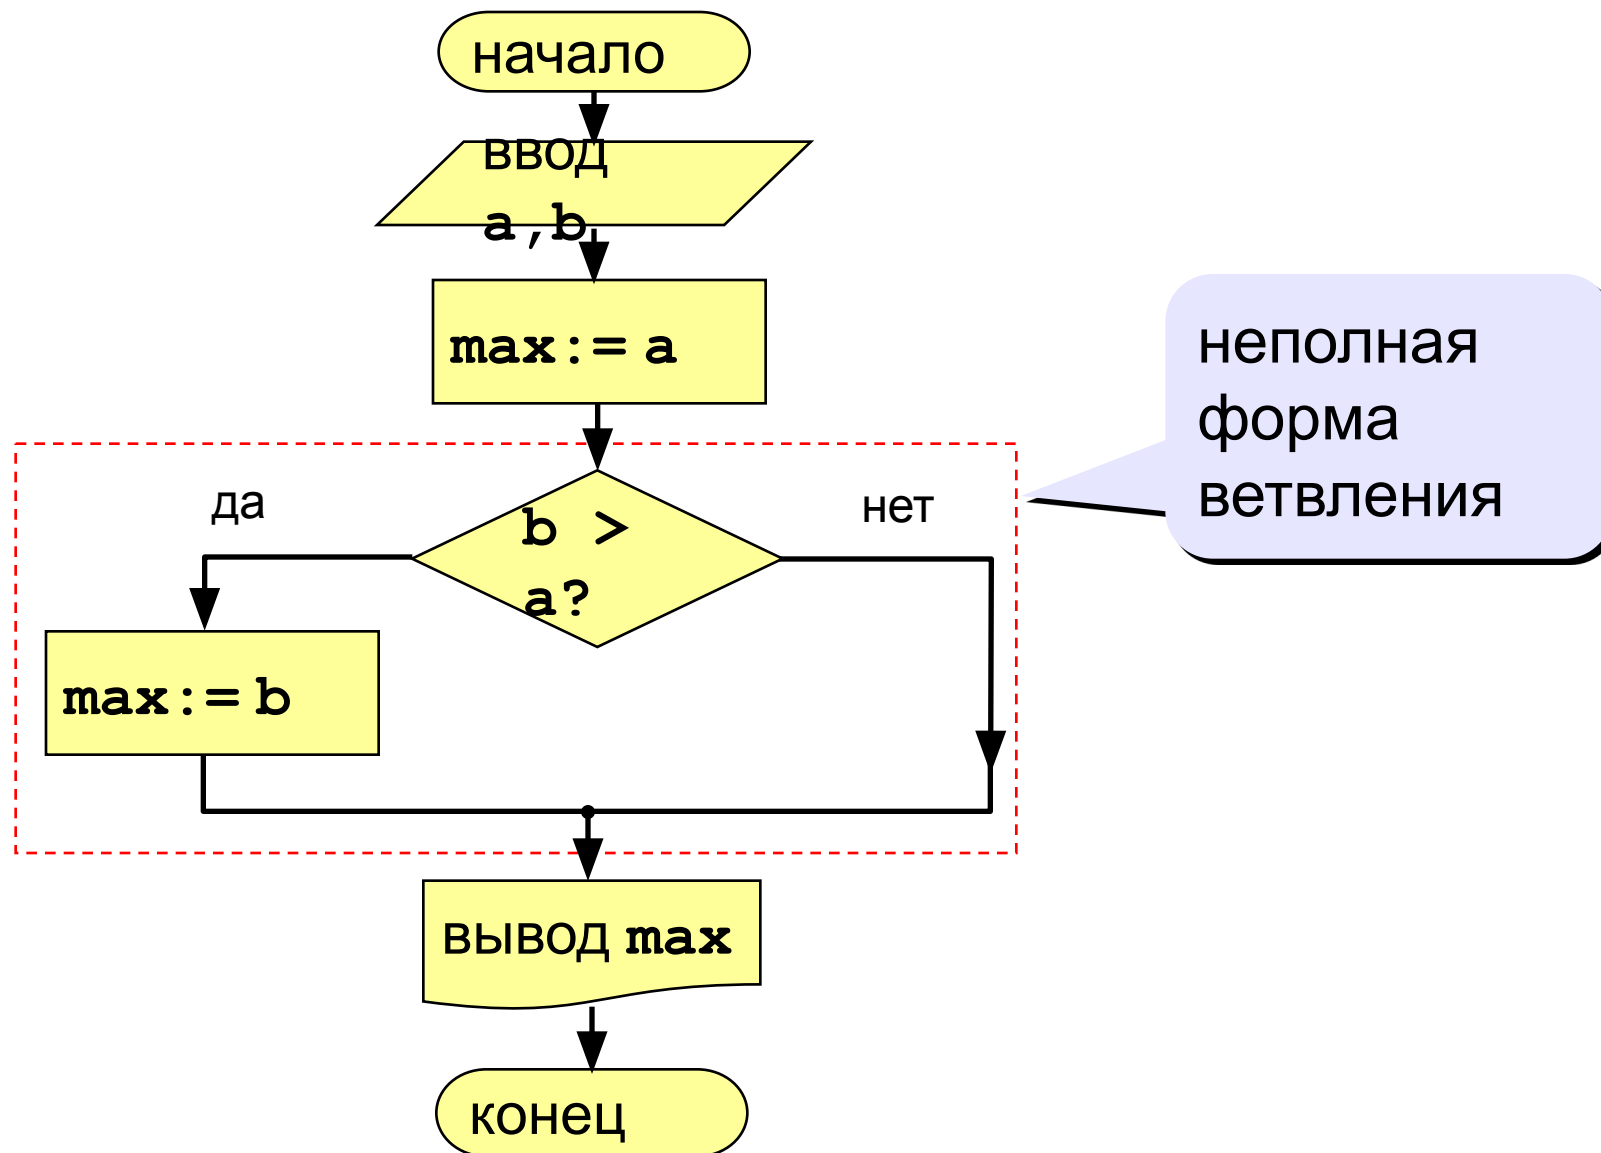 начало
ввод
a,b
max:= a
неполная
форма
ветвления
да
нет
b >
a?
max:= b
вывод max
конец